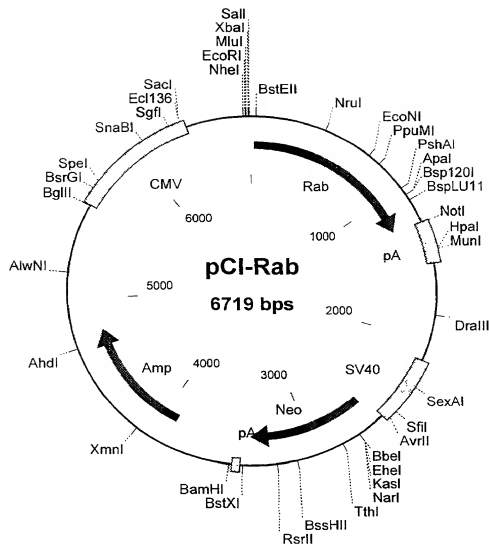 SalI
XbaI
MluI
EcoRI
NheI
BstEII
NruI
EcoNI
PpuMI
PshAI
ApaI
Bsp120I
BspLU11
NotI
HpaI
MunI
DraIII
SexAI
SfiI
AvrII
BbeI
EheI
KasI
NarI
TthI
BssHII
RsrII
BstXI
BamHI
XmnI
AhdI
AlwNI
BglII
BsrGI
SpeI
SnaBI
SgfI
Ecl136
SacI
CMV
Rab
pA
SV40
Neo
pA
Amp
1000
2000
3000
4000
5000
6000
pCI-Rab
6719 bps